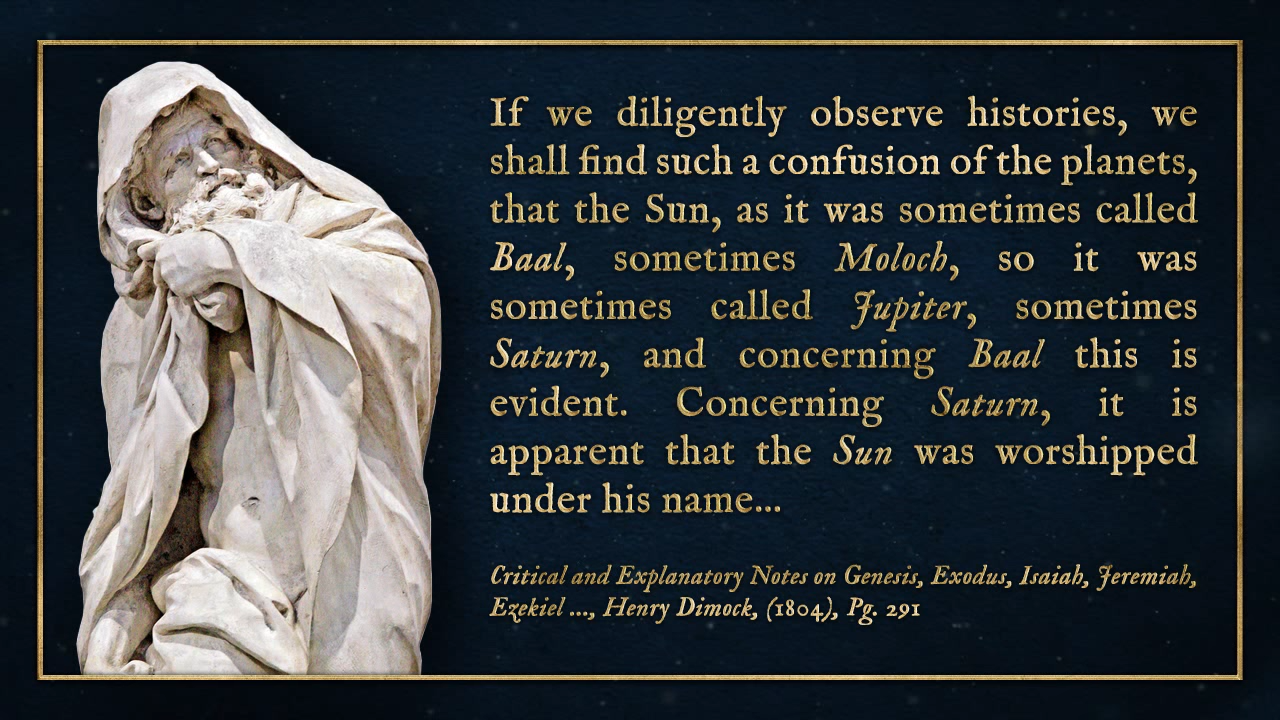 If we diligently observe histories, we
shall find such a confusion of the planets,
that the Sun, as it was sometimes called
Baal, sometimes Moloch, so it was
sometimes called Jupiter, sometimes
Saturn, and concerning Baal this is
evident. Concerning Saturn, it is
apparent that the Sun was worshipped
under his name...
Critical and Explanatory Notes on Genesis, Exodus, Isaiah, Jeremiah,
Ezekiel ..., Henry Dimock, (1804), Pg. 291